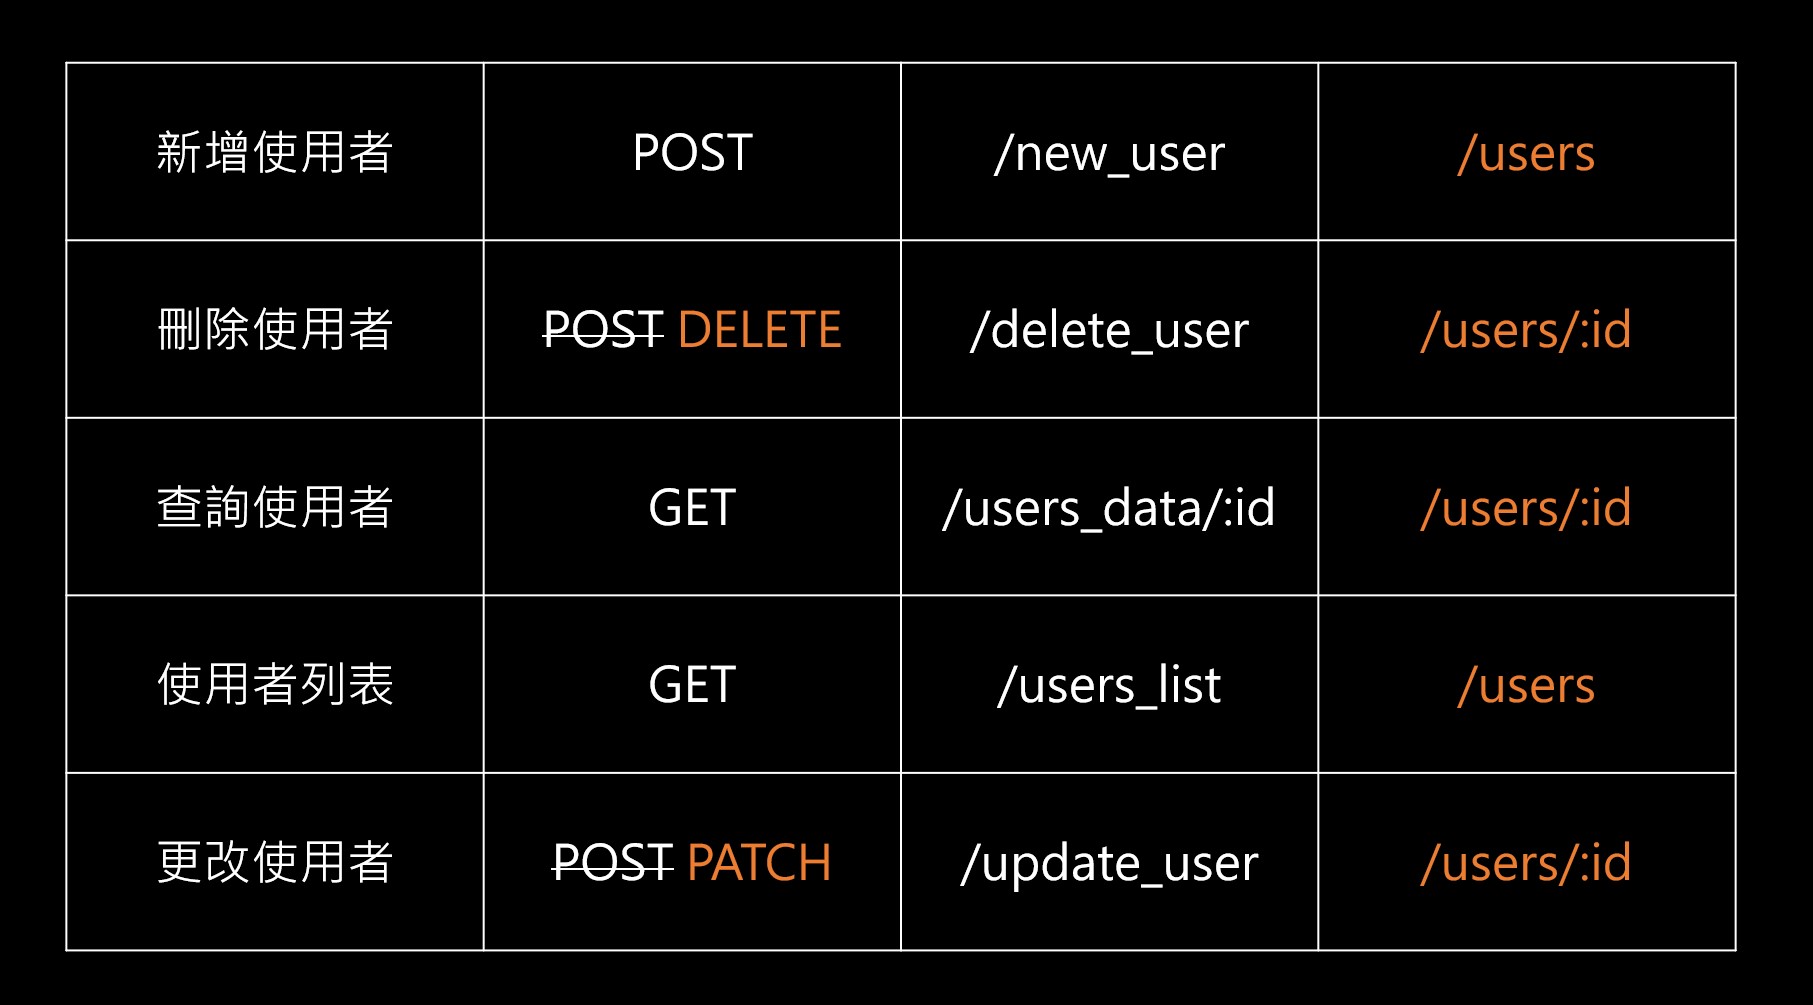 新增使用者 POST /new_user /users
刪除使用者 POST DELETE /delete_user /users/:id
查詢使用者 GET /users_data/:id /users/:id
使用者列表 GET /users_list /users
更改使用者 POST PATCH /update_user /users/:id